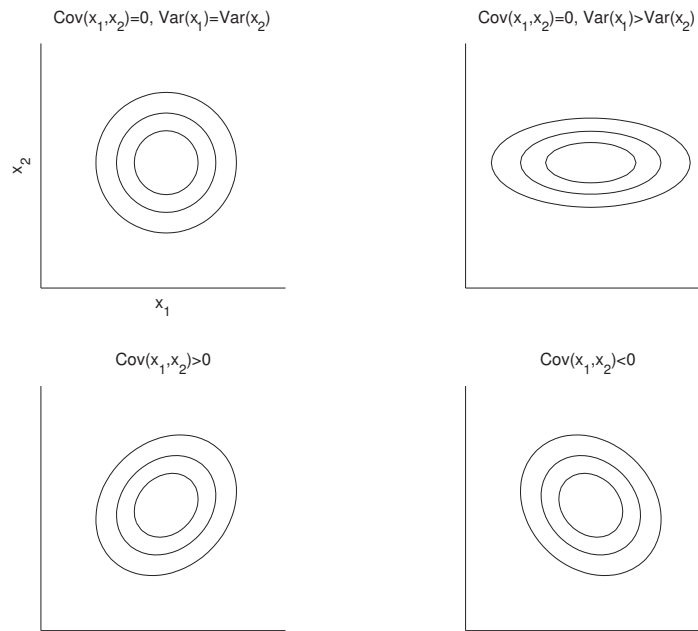 Cov(x₁,x₂)=0, Var(x₁)=Var(x₂)
Cov(x₁,x₂)=0, Var(x₁)>Var(x₂)
x₂
x₁
Cov(x₁,x₂)>0
Cov(x₁,x₂)<0